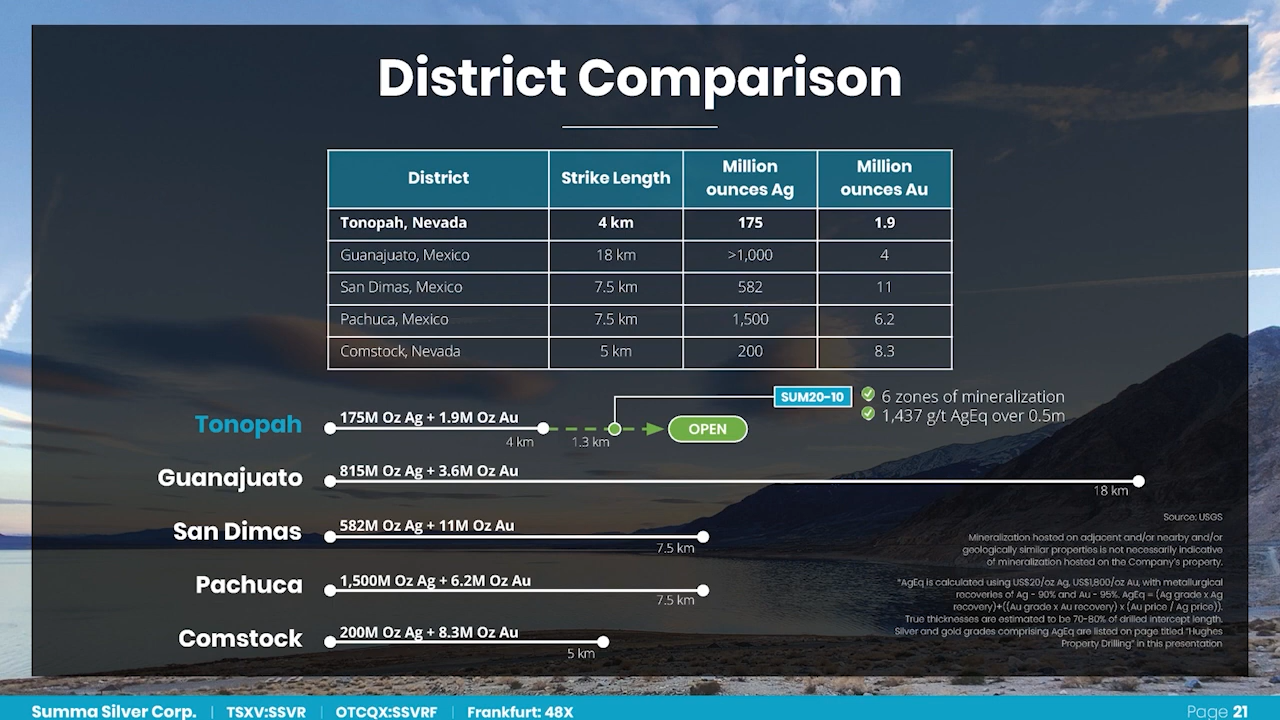 District Comparison
District Strike Length Million ounces Ag Million ounces Au
Tonopah, Nevada 4 km 175 1.9
Guanajuato, Mexico 18 km >1,000 4
San Dimas, Mexico 7.5 km 582 11
Pachuca, Mexico 7.5 km 1,500 6.2
Comstock, Nevada 5 km 200 8.3
SUM20-10
6 zones of mineralization
1,437 g/t AgEq over 0.5m
Tonopah
175M Oz Ag + 1.9M Oz Au
4 km
1.3 km
OPEN
Guanajuato
815M Oz Ag + 3.6M Oz Au
18 km
San Dimas
582M Oz Ag + 11M Oz Au
7.5 km
Pachuca
1,500M Oz Ag + 6.2M Oz Au
7.5 km
Comstock
200M Oz Ag + 8.3M Oz Au
5 km
Source: USGS
Mineralization hosted on adjacent and/or nearby and/or
geologically similar properties is not necessarily indicative
of mineralization hosted on the Company's property.
*AgEq is calculated using US$20/oz Ag, US$1,800/oz Au, with metallurgical
recoveries of Ag - 90% and Au - 95%. AgEq = (Ag grade x Ag
recovery)+((Au grade x Au recovery) x (Au price / Ag price)).
True thicknesses are estimated to be 70-80% of drilled intercept length.
Silver and gold grades comprising AgEq are listed on page titled "Hughes
Property Drilling" in this presentation
Summa Silver Corp. | TSXV:SSVR | OTCQX:SSVRF | Frankfurt: 48X
Page 21